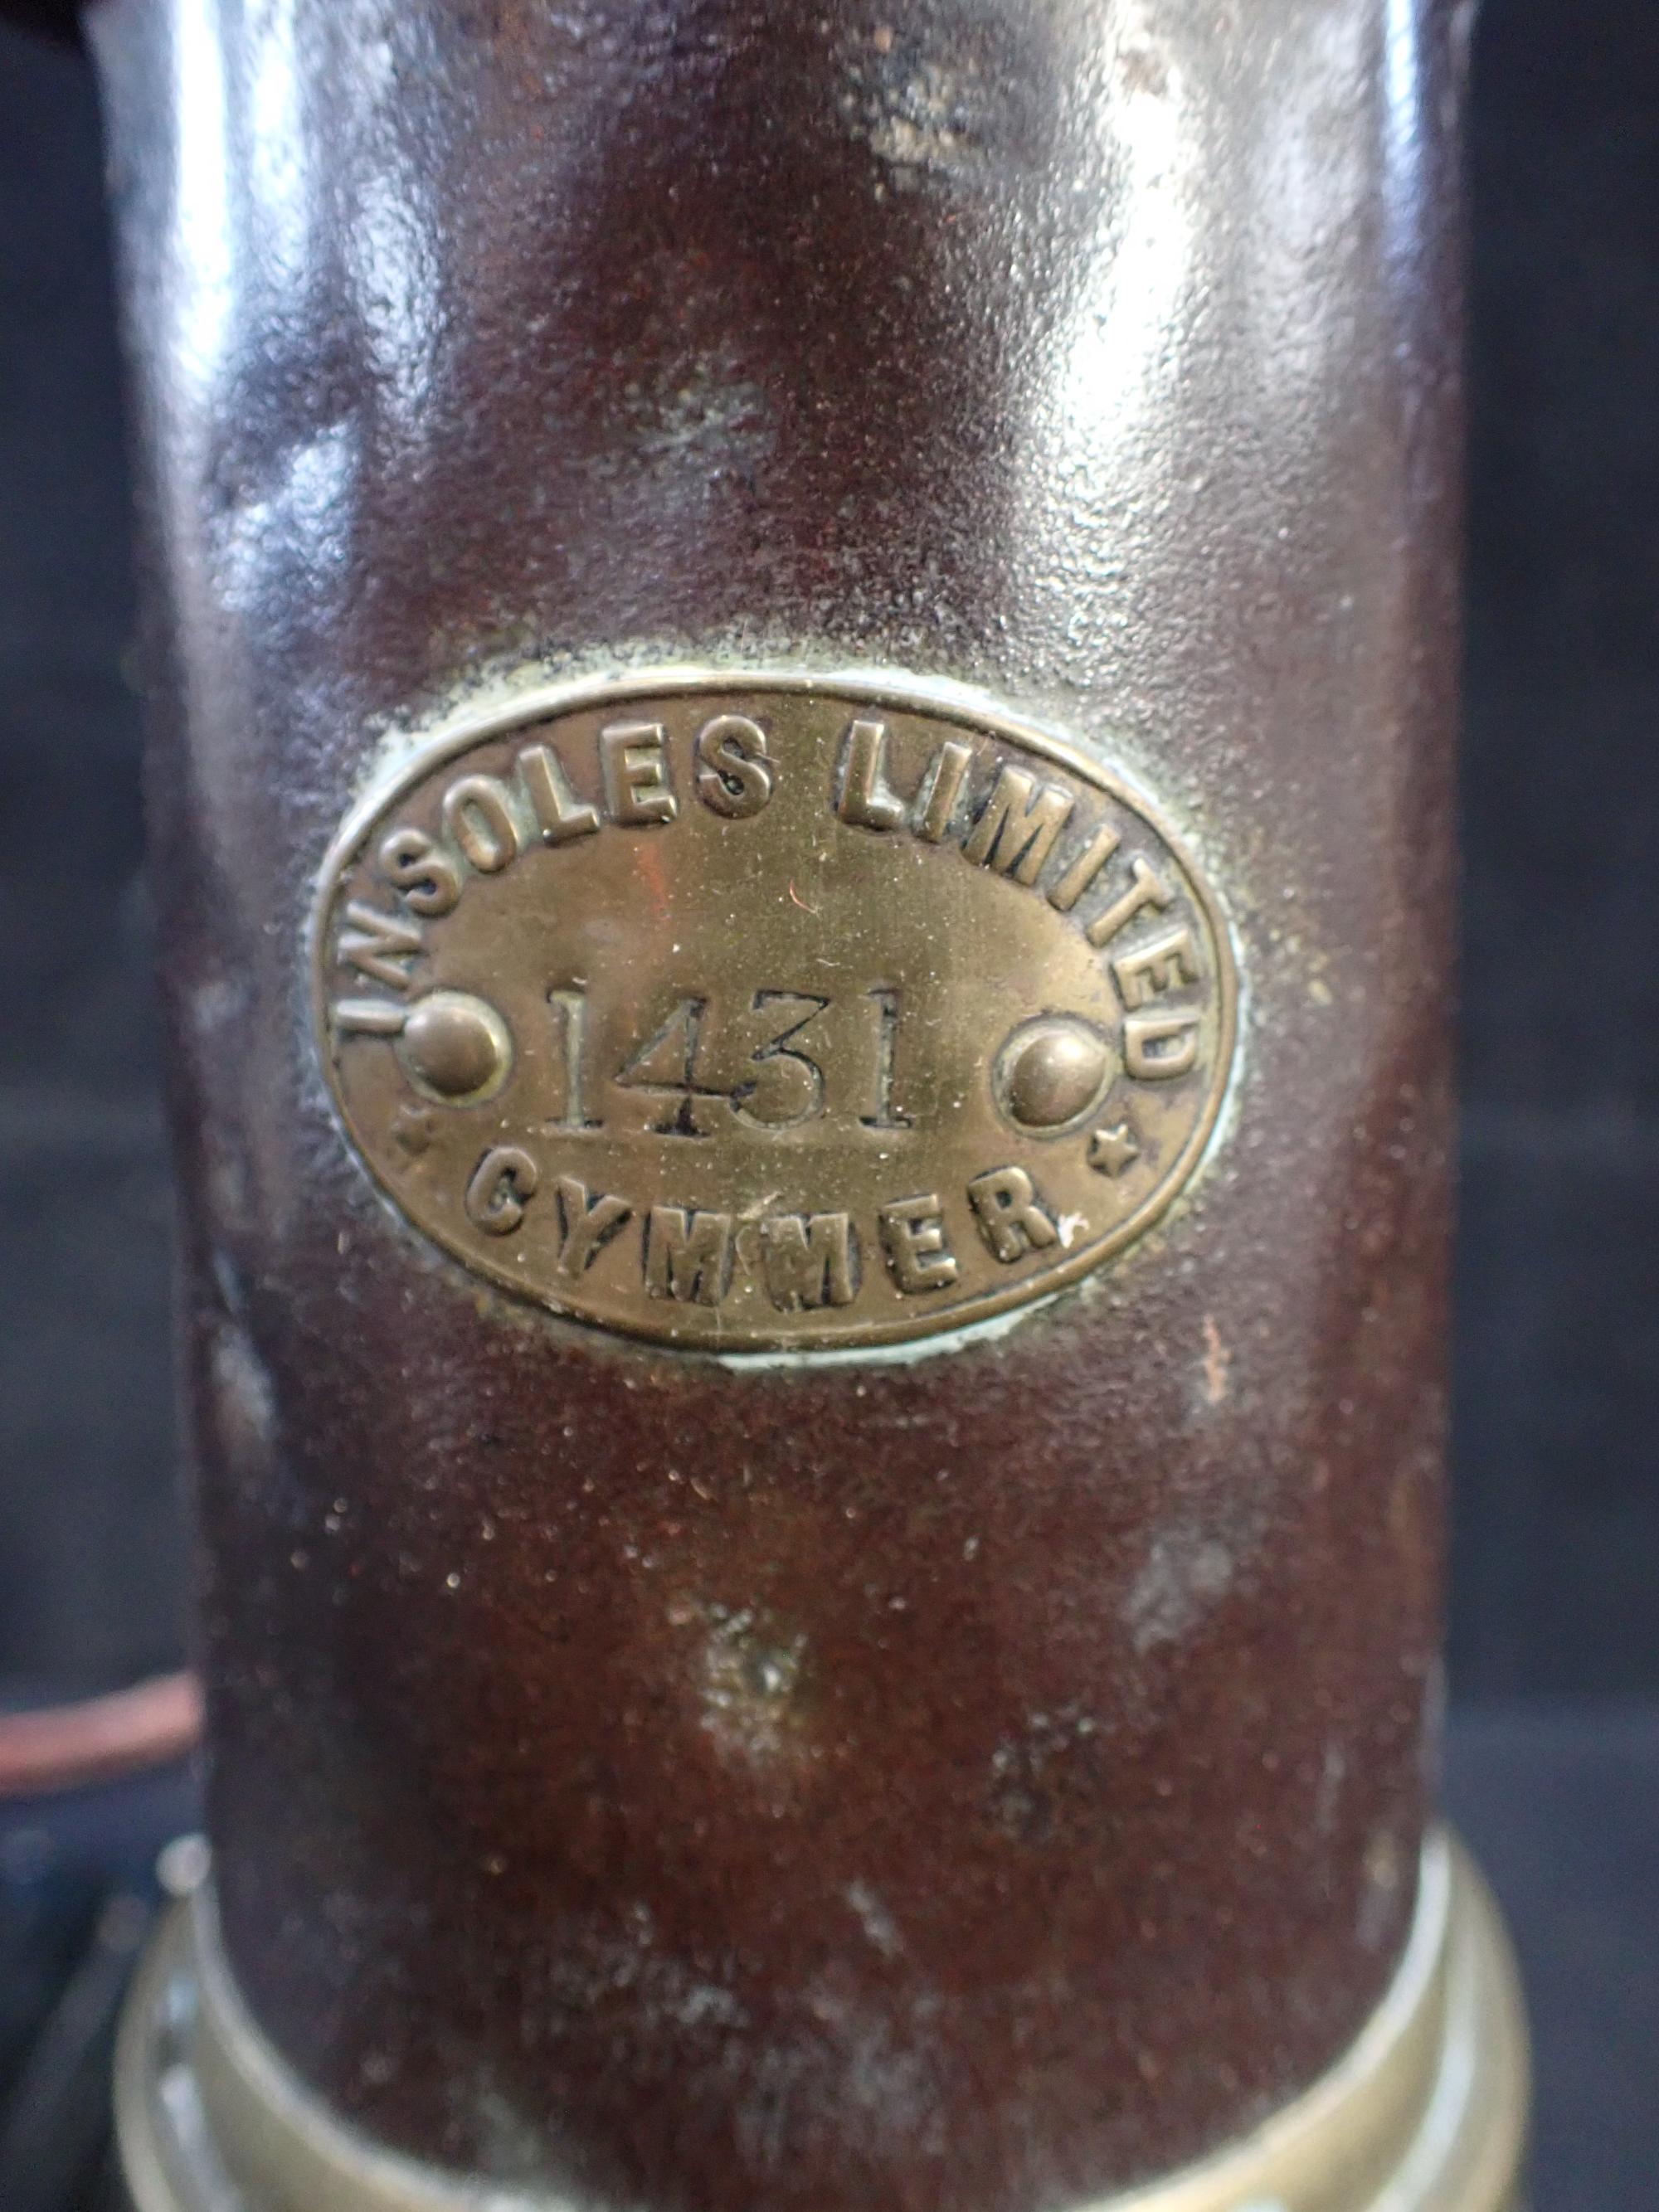 INSOLES LIMITED
1431
CYMMER